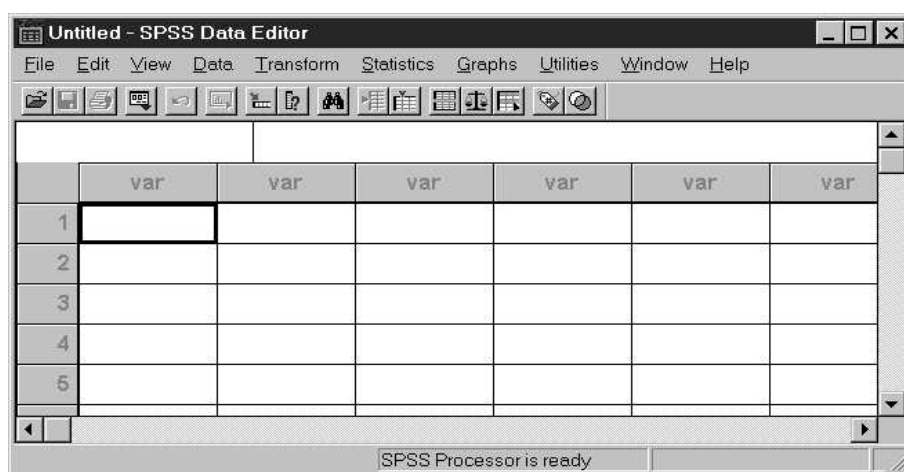 Untitled - SPSS Data Editor
File Edit View Data Transform Statistics Graphs Utilities Window Help
var var var var var var
1
2
3
4
5
SPSS Processor is ready